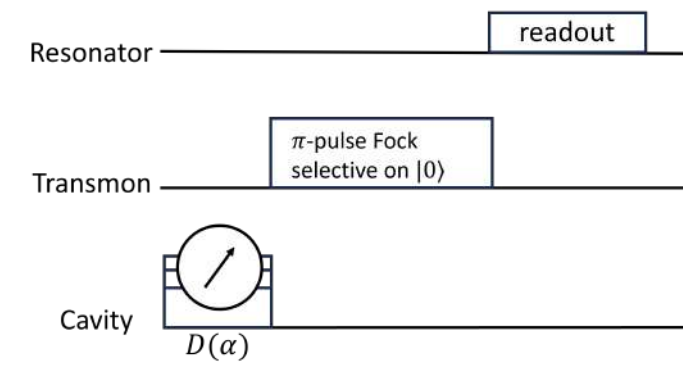 Resonator
readout
Transmon
π-pulse Fock
selective on |0⟩
Cavity
D(α)